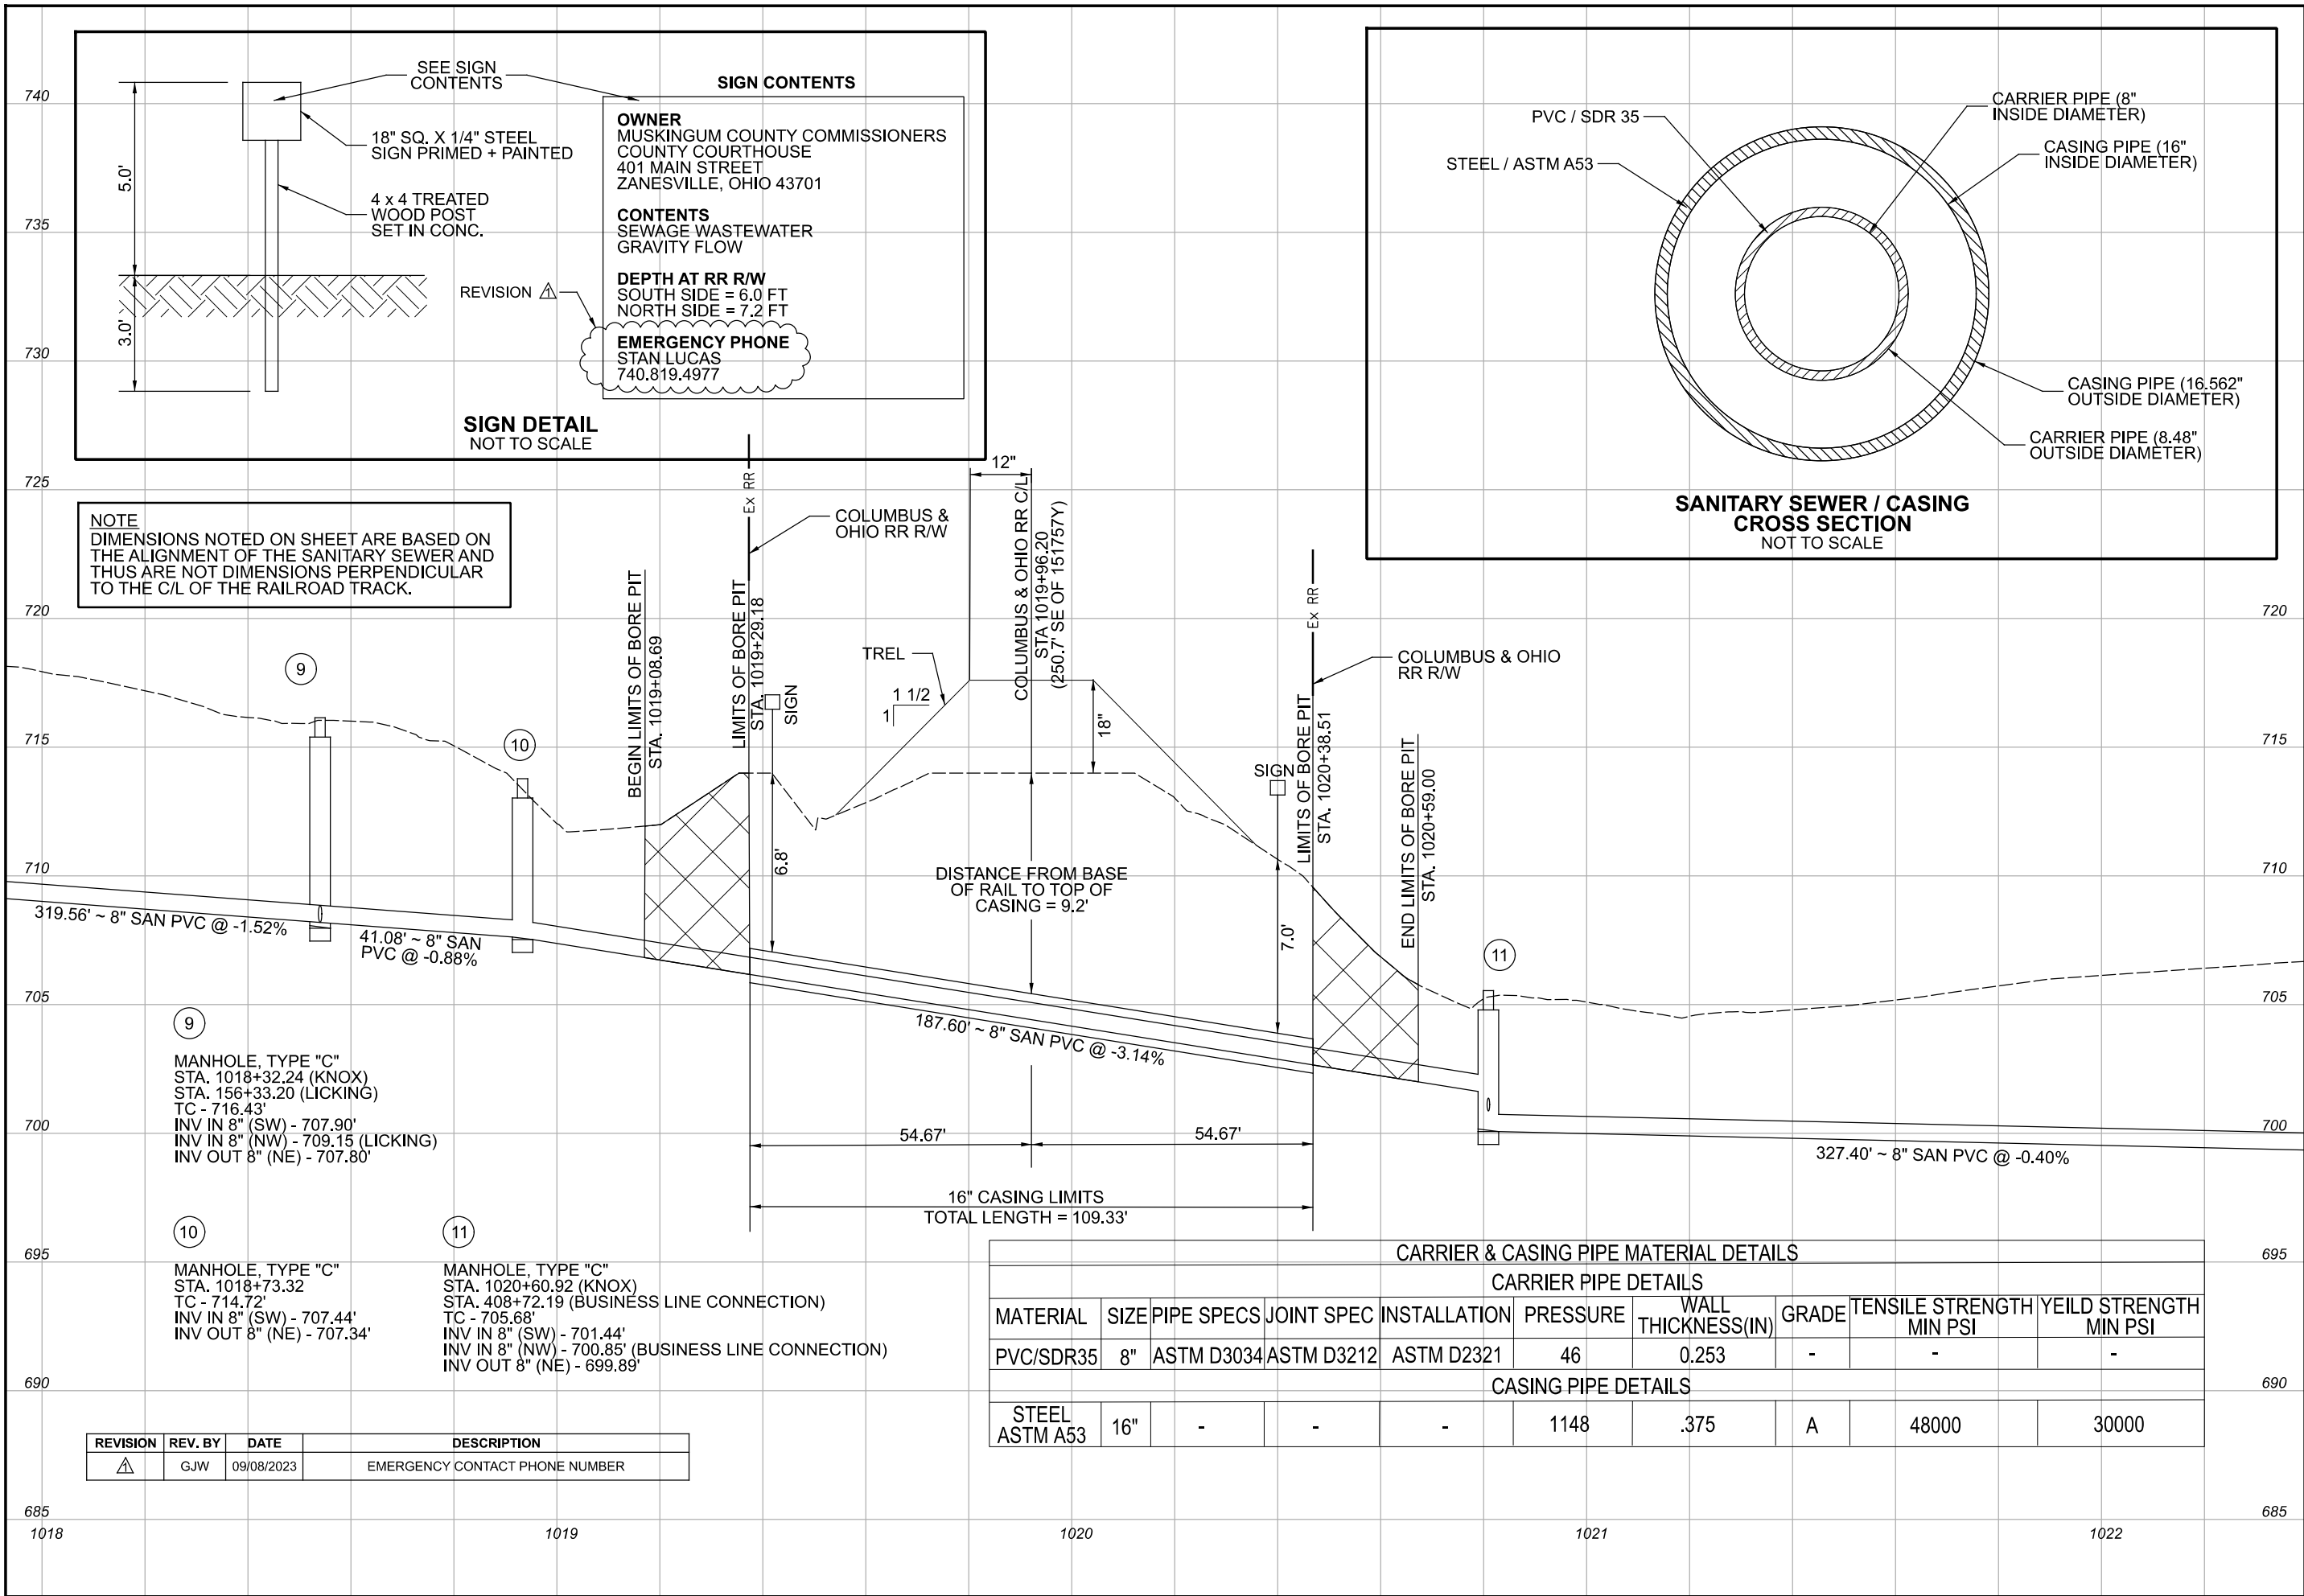 SEE SIGN
CONTENTS
18" SQ. X 1/4" STEEL
SIGN PRIMED + PAINTED
4 x 4 TREATED
WOOD POST
SET IN CONC.
5.0'
3.0'
REVISION 1
SIGN CONTENTS
OWNER
MUSKINGUM COUNTY COMMISSIONERS
COUNTY COURTHOUSE
401 MAIN STREET
ZANESVILLE, OHIO 43701
CONTENTS
SEWAGE WASTEWATER
GRAVITY FLOW
DEPTH AT RR R/W
SOUTH SIDE = 6.0 FT
NORTH SIDE = 7.2 FT
EMERGENCY PHONE
STAN LUCAS
740.819.4977
SIGN DETAIL
NOT TO SCALE
PVC / SDR 35
STEEL / ASTM A53
CARRIER PIPE (8"
INSIDE DIAMETER)
CASING PIPE (16"
INSIDE DIAMETER)
CASING PIPE (16.562"
OUTSIDE DIAMETER)
CARRIER PIPE (8.48"
OUTSIDE DIAMETER)
SANITARY SEWER / CASING
CROSS SECTION
NOT TO SCALE
NOTE
DIMENSIONS NOTED ON SHEET ARE BASED ON
THE ALIGNMENT OF THE SANITARY SEWER AND
THUS ARE NOT DIMENSIONS PERPENDICULAR
TO THE C/L OF THE RAILROAD TRACK.
740
735
730
725
720
715
710
705
700
695
690
685
720
715
710
705
700
695
690
685
9
10
BEGIN LIMITS OF BORE PIT
STA. 1019+08.69
Ex RR
LIMITS OF BORE PIT
STA. 1019+29.18
COLUMBUS &
OHIO RR R/W
SIGN
6.8'
TREL
1 1/2
1
12"
COLUMBUS & OHIO RR C/L
STA 1019+96.20
(250.7' SE OF 151757Y)
18"
DISTANCE FROM BASE
OF RAIL TO TOP OF
CASING = 9.2'
SIGN
7.0'
Ex RR
LIMITS OF BORE PIT
STA. 1020+38.51
COLUMBUS & OHIO
RR R/W
END LIMITS OF BORE PIT
STA. 1020+59.00
11
319.56' ~ 8" SAN PVC @ -1.52%
41.08' ~ 8" SAN
PVC @ -0.88%
187.60' ~ 8" SAN PVC @ -3.14%
327.40' ~ 8" SAN PVC @ -0.40%
54.67'
54.67'
16" CASING LIMITS
TOTAL LENGTH = 109.33'
9
MANHOLE, TYPE "C"
STA. 1018+32.24 (KNOX)
STA. 156+33.20 (LICKING)
TC - 716.43'
INV IN 8" (SW) - 707.90'
INV IN 8" (NW) - 709.15 (LICKING)
INV OUT 8" (NE) - 707.80'
10
MANHOLE, TYPE "C"
STA. 1018+73.32
TC - 714.72'
INV IN 8" (SW) - 707.44'
INV OUT 8" (NE) - 707.34'
11
MANHOLE, TYPE "C"
STA. 1020+60.92 (KNOX)
STA. 408+72.19 (BUSINESS LINE CONNECTION)
TC - 705.68'
INV IN 8" (SW) - 701.44'
INV IN 8" (NW) - 700.85' (BUSINESS LINE CONNECTION)
INV OUT 8" (NE) - 699.89'
CARRIER & CASING PIPE MATERIAL DETAILS
CARRIER PIPE DETAILS
MATERIAL SIZE PIPE SPECS JOINT SPEC INSTALLATION PRESSURE WALL THICKNESS(IN) GRADE TENSILE STRENGTH MIN PSI YEILD STRENGTH MIN PSI
PVC/SDR35 8" ASTM D3034 ASTM D3212 ASTM D2321 46 0.253 - - -
CASING PIPE DETAILS
STEEL ASTM A53 16" - - - 1148 .375 A 48000 30000
REVISION REV. BY DATE DESCRIPTION
1 GJW 09/08/2023 EMERGENCY CONTACT PHONE NUMBER
1018 1019 1020 1021 1022